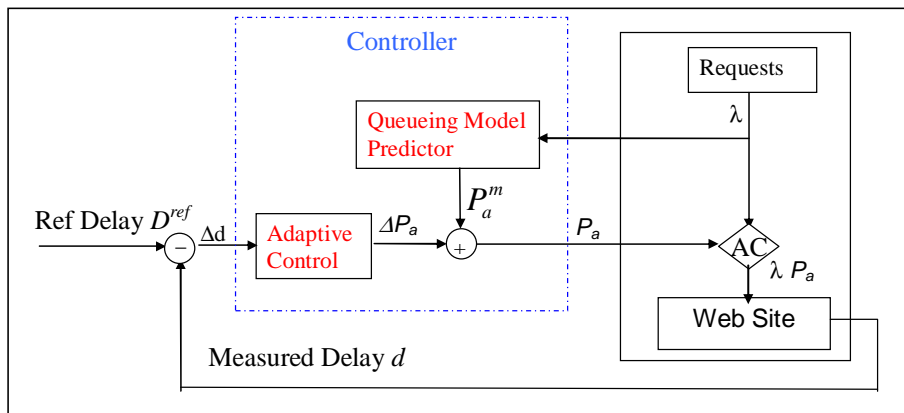 Controller
Requests
λ
Queueing Model
Predictor
P_a^m
Ref Delay D^ref
−
Δd
Adaptive
Control
ΔP_a
+
P_a
AC
λ P_a
Web Site
Measured Delay d